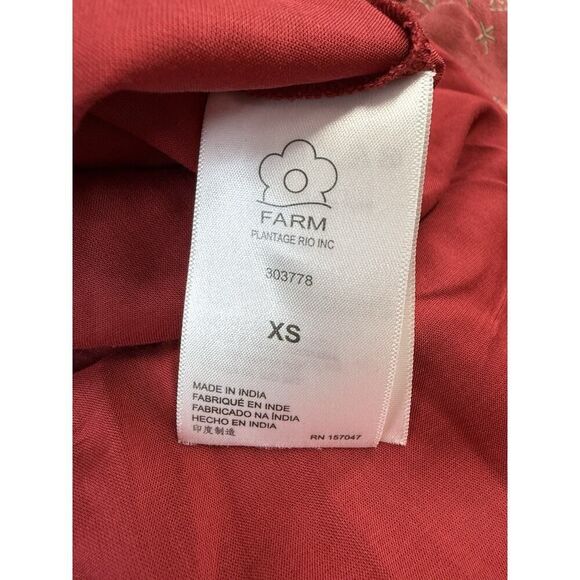 FARM
PLANTAGE RIO INC
303778
XS
MADE IN INDIA
FABRIQUÉ EN INDE
FABRICADO NA ÍNDIA
HECHO EN INDIA
印度制造
RN 157047